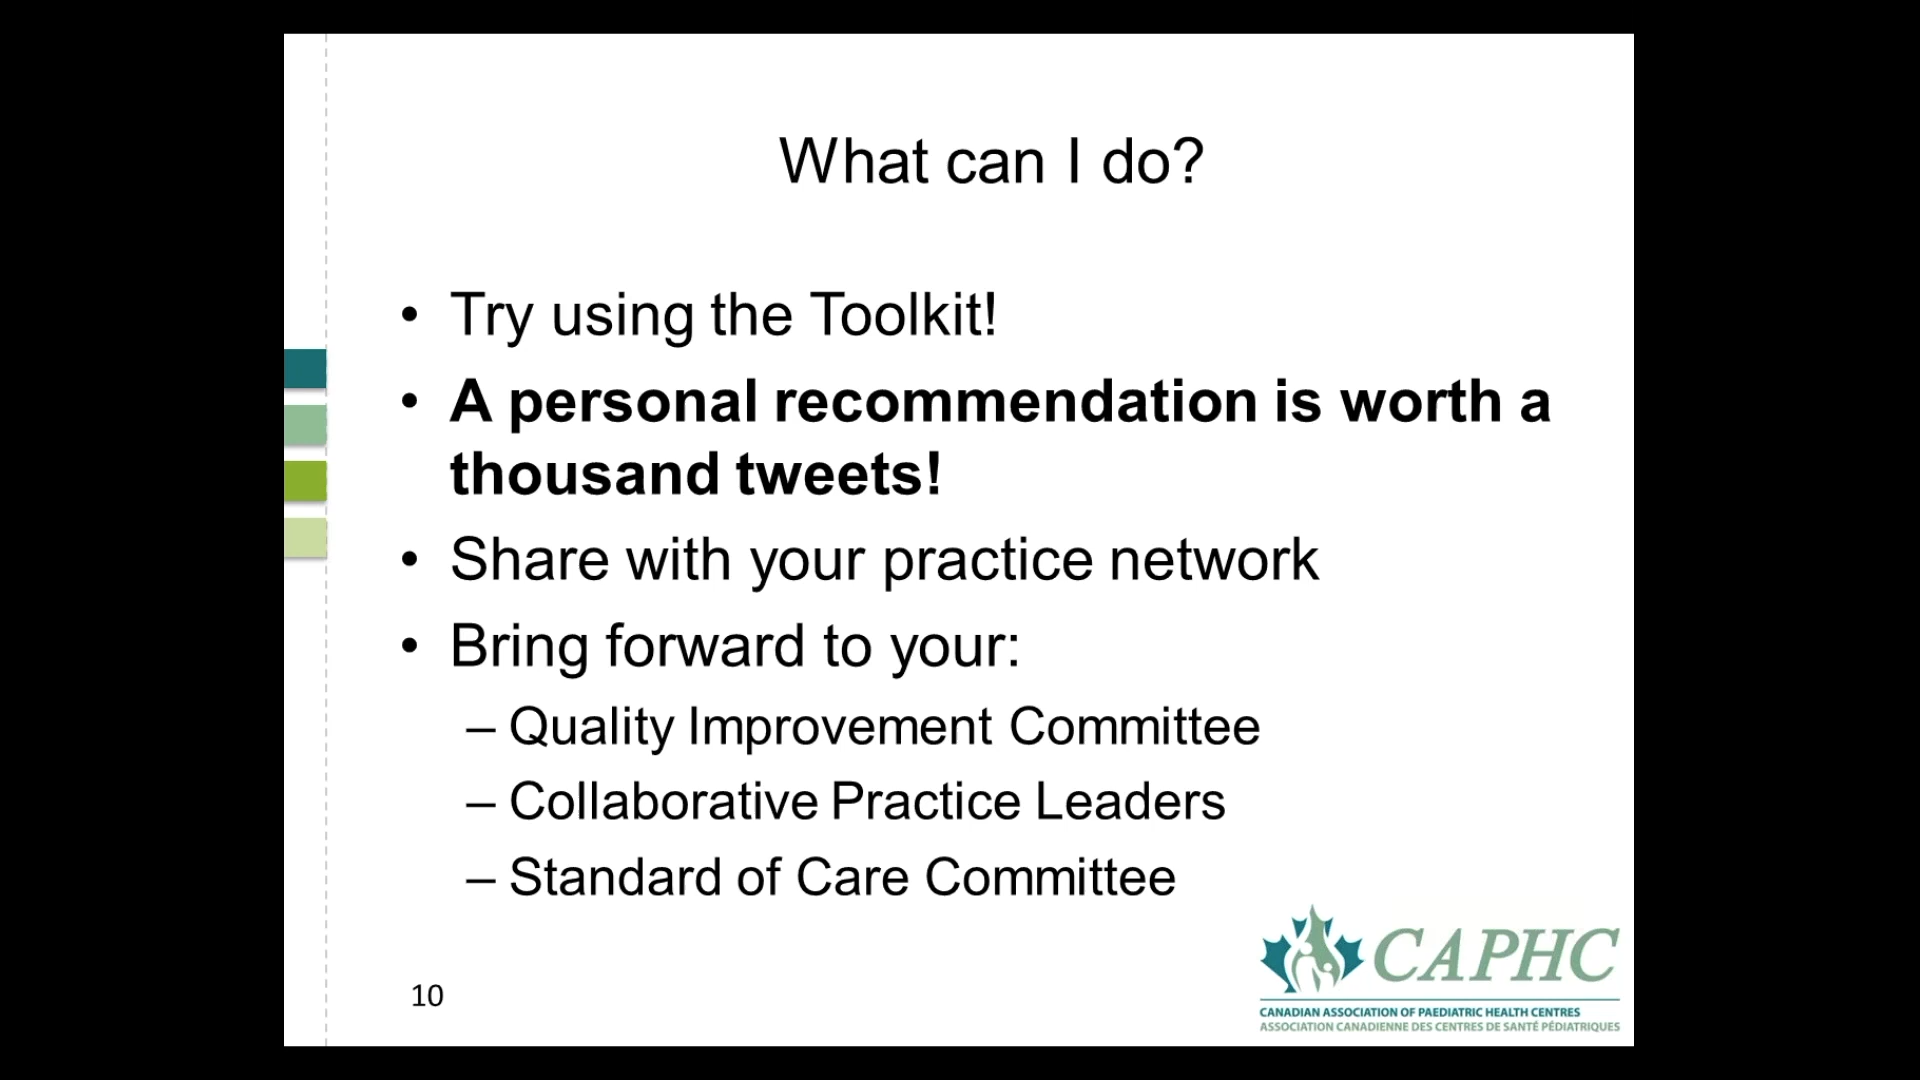 What can I do?
• Try using the Toolkit!
• A personal recommendation is worth a
thousand tweets!
• Share with your practice network
• Bring forward to your:
– Quality Improvement Committee
– Collaborative Practice Leaders
– Standard of Care Committee
10
CAPHC
CANADIAN ASSOCIATION OF PAEDIATRIC HEALTH CENTRES
ASSOCIATION CANADIENNE DES CENTRES DE SANTÉ PÉDIATRIQUES